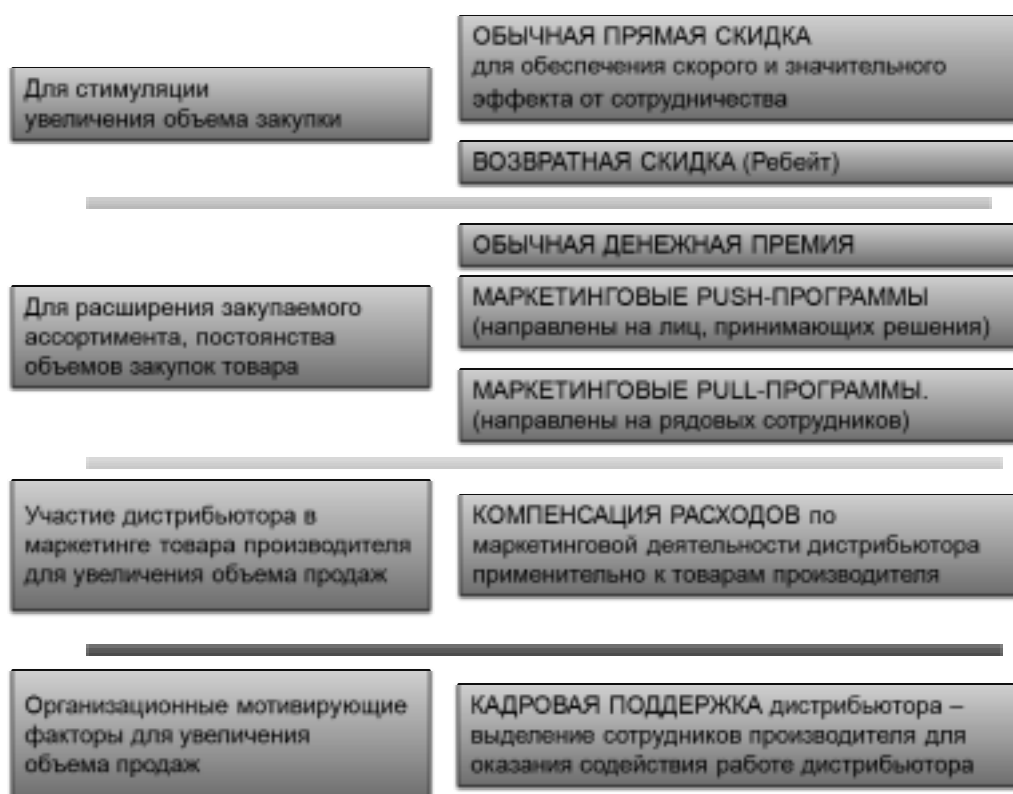 Для стимуляции
увеличения объема закупки
ОБЫЧНАЯ ПРЯМАЯ СКИДКА
для обеспечения скорого и значительного
эффекта от сотрудничества
ВОЗВРАТНАЯ СКИДКА (Ребейт)
Для расширения закупаемого
ассортимента, постоянства
объемов закупок товара
ОБЫЧНАЯ ДЕНЕЖНАЯ ПРЕМИЯ
МАРКЕТИНГОВЫЕ PUSH-ПРОГРАММЫ
(направлены на лиц, принимающих решения)
МАРКЕТИНГОВЫЕ PULL-ПРОГРАММЫ.
(направлены на рядовых сотрудников)
Участие дистрибьютора в
маркетинге товара производителя
для увеличения объема продаж
КОМПЕНСАЦИЯ РАСХОДОВ по
маркетинговой деятельности дистрибьютора
применительно к товарам производителя
Организационные мотивирующие
факторы для увеличения
объема продаж
КАДРОВАЯ ПОДДЕРЖКА дистрибьютора –
выделение сотрудников производителя для
оказания содействия работе дистрибьютора